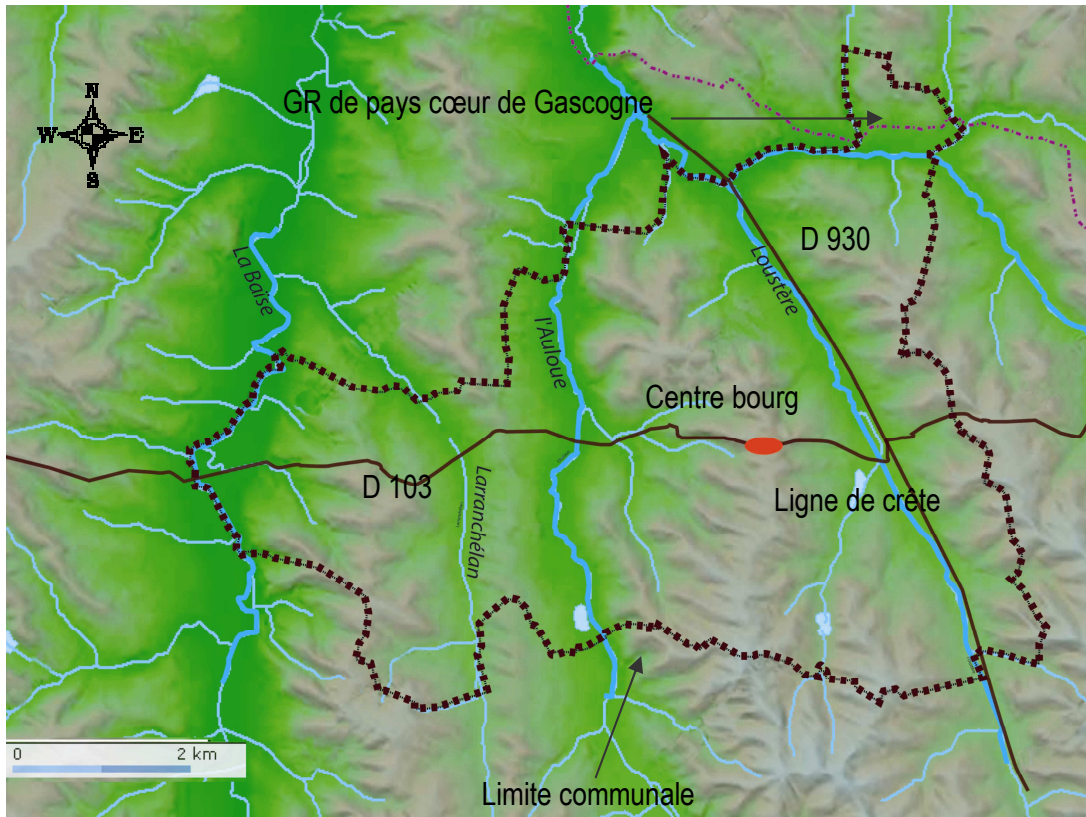 GR de pays cœur de Gascogne
N
W E
S
D 930
La Baïse
Loustère
l'Auloue
Centre bourg
D 103
Ligne de crête
Larranchélan
0 2 km
Limite communale